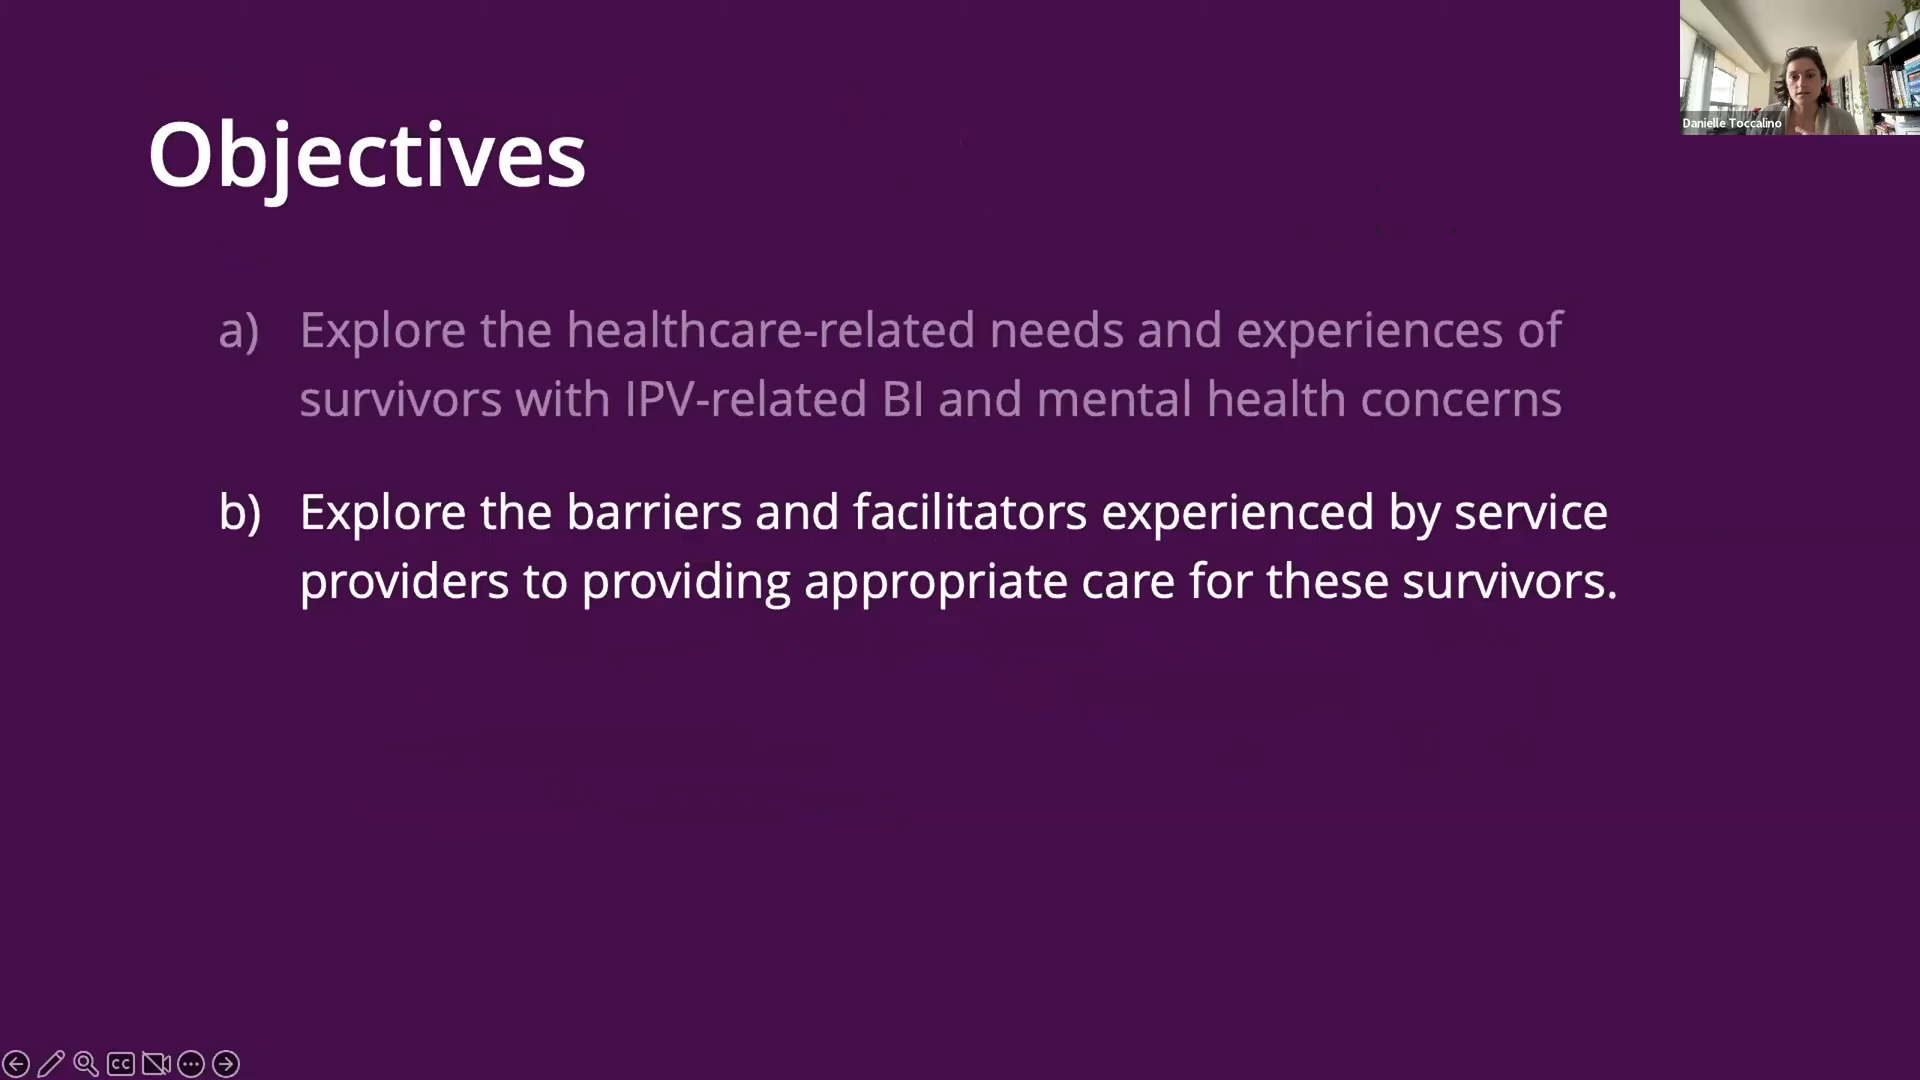 Danielle Toccalino
Objectives
a) Explore the healthcare-related needs and experiences of
survivors with IPV-related BI and mental health concerns
b) Explore the barriers and facilitators experienced by service
providers to providing appropriate care for these survivors.
CC